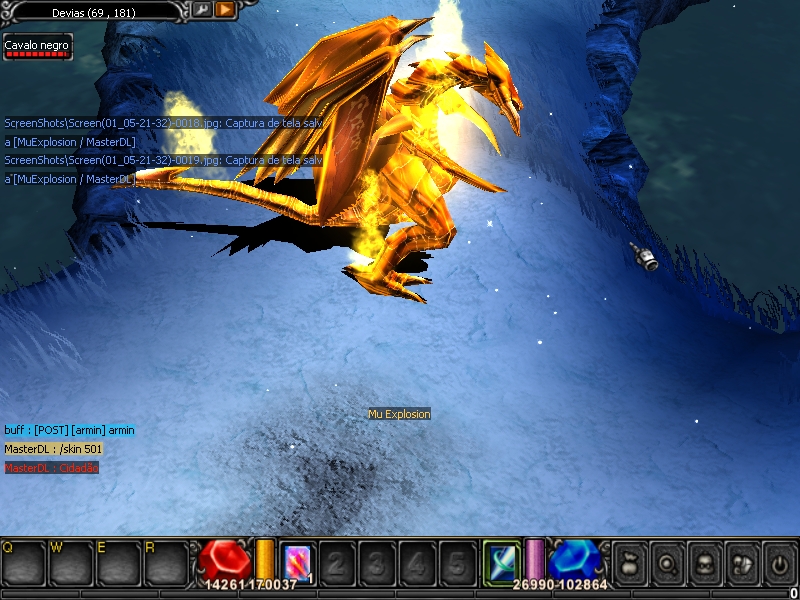 Devias (69 , 181)
Cavalo negro
ScreenShots\Screen(01_05-21-32)-0018.jpg: Captura de tela salv
a [MuExplosion / MasterDL]
ScreenShots\Screen(01_05-21-32)-0019.jpg: Captura de tela salv
a [MuExplosion / MasterDL]
Mu Explosion
buff : [POST] [armin] armin
MasterDL : /skin 501
MasterDL : Cidadão
Q W E R
1 2 3 4 5
14261 170037 26990 102864
0